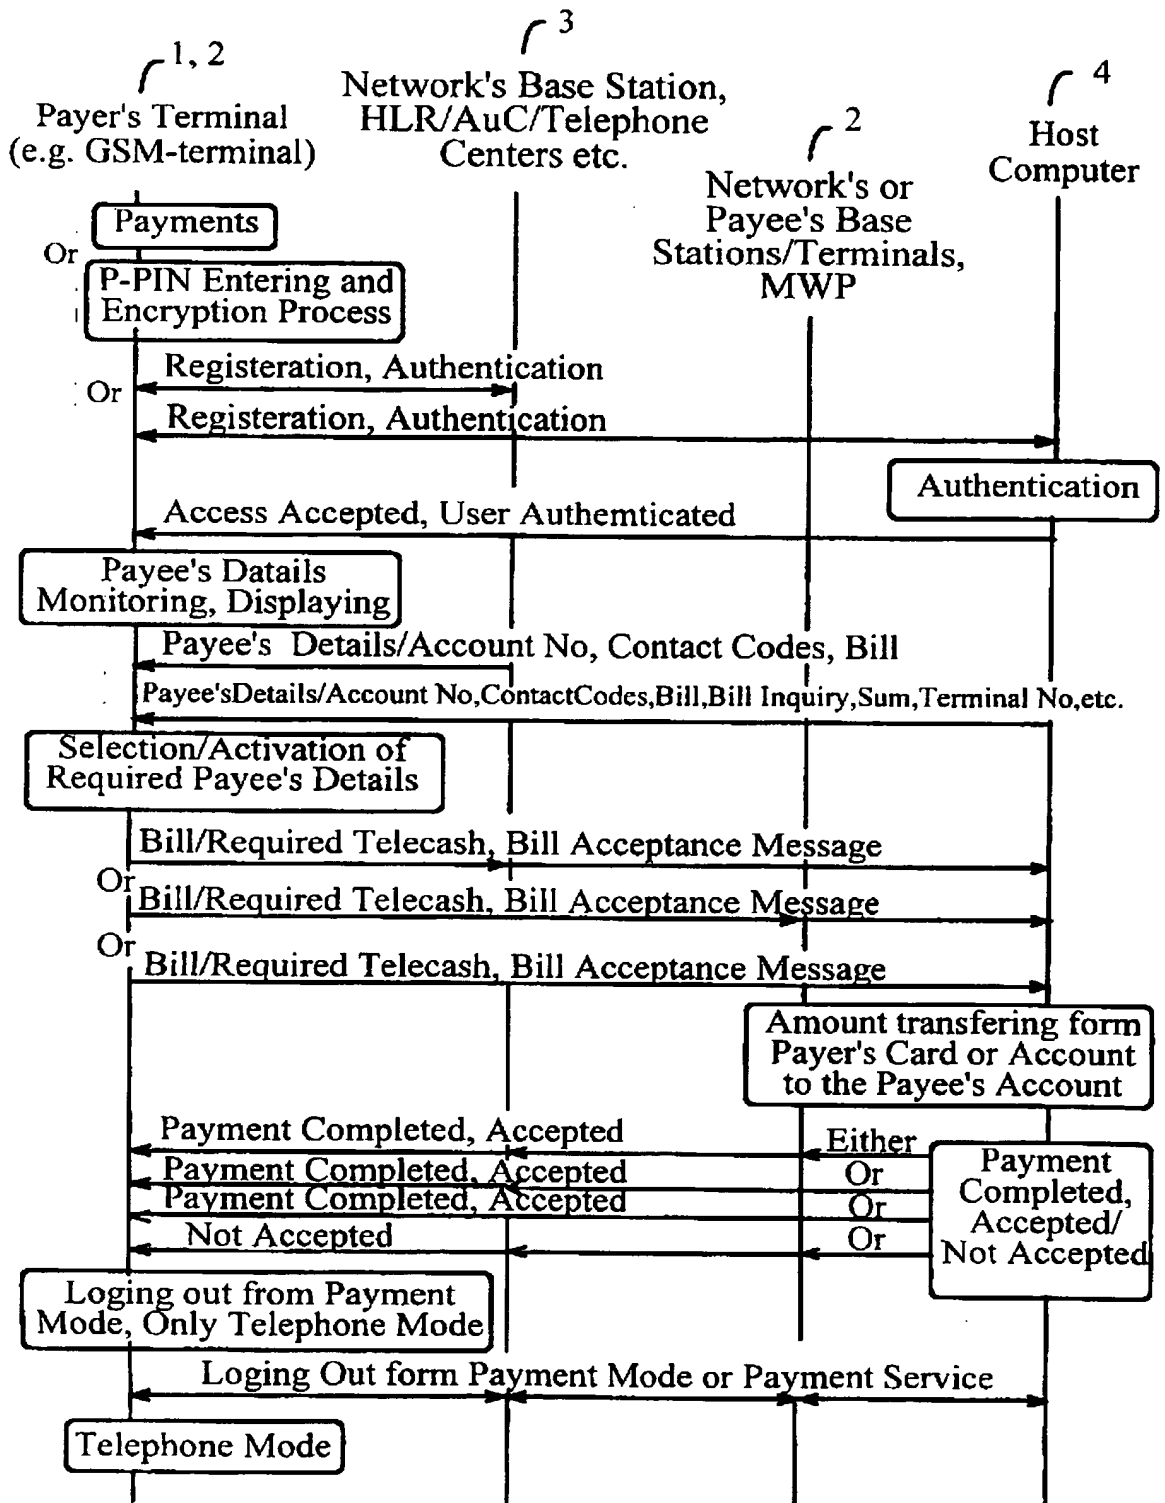 1, 2
Payer's Terminal
(e.g. GSM-terminal)
3
Network's Base Station,
HLR/AuC/Telephone
Centers etc.
2
Network's or
Payee's Base
Stations/Terminals,
MWP
4
Host
Computer
Payments
Or
P-PIN Entering and
Encryption Process
Registeration, Authentication
Or
Registeration, Authentication
Authentication
Access Accepted, User Authemticated
Payee's Datails
Monitoring, Displaying
Payee's Details/Account No, Contact Codes, Bill
Payee'sDetails/Account No,ContactCodes,Bill,Bill Inquiry,Sum,Terminal No,etc.
Selection/Activation of
Required Payee's Details
Bill/Required Telecash, Bill Acceptance Message
Or
Bill/Required Telecash, Bill Acceptance Message
Or
Bill/Required Telecash, Bill Acceptance Message
Amount transfering form
Payer's Card or Account
to the Payee's Account
Payment Completed, Accepted
Either
Payment Completed, Accepted
Or
Payment Completed, Accepted
Or
Not Accepted
Or
Payment
Completed,
Accepted/
Not Accepted
Loging out from Payment
Mode, Only Telephone Mode
Loging Out form Payment Mode or Payment Service
Telephone Mode